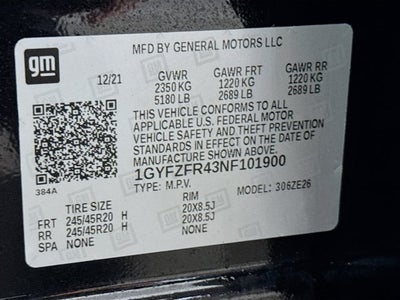 gm
MFD BY GENERAL MOTORS LLC
12/21 GVWR GAWR FRT GAWR RR
2350 KG 1220 KG 1220 KG
5180 LB 2689 LB 2689 LB
THIS VEHICLE CONFORMS TO ALL
APPLICABLE U.S. FEDERAL MOTOR
VEHICLE SAFETY AND THEFT PREVENTION
STANDARDS IN EFFECT ON THE DATE OF
MANUFACTURE SHOWN ABOVE.
384A
1GYFZFR43NF101900
TYPE: M.P.V. MODEL: 306ZE26
TIRE SIZE RIM
FRT 245/45R20 H 20X8.5J
RR 245/45R20 H 20X8.5J
SPA NONE NONE